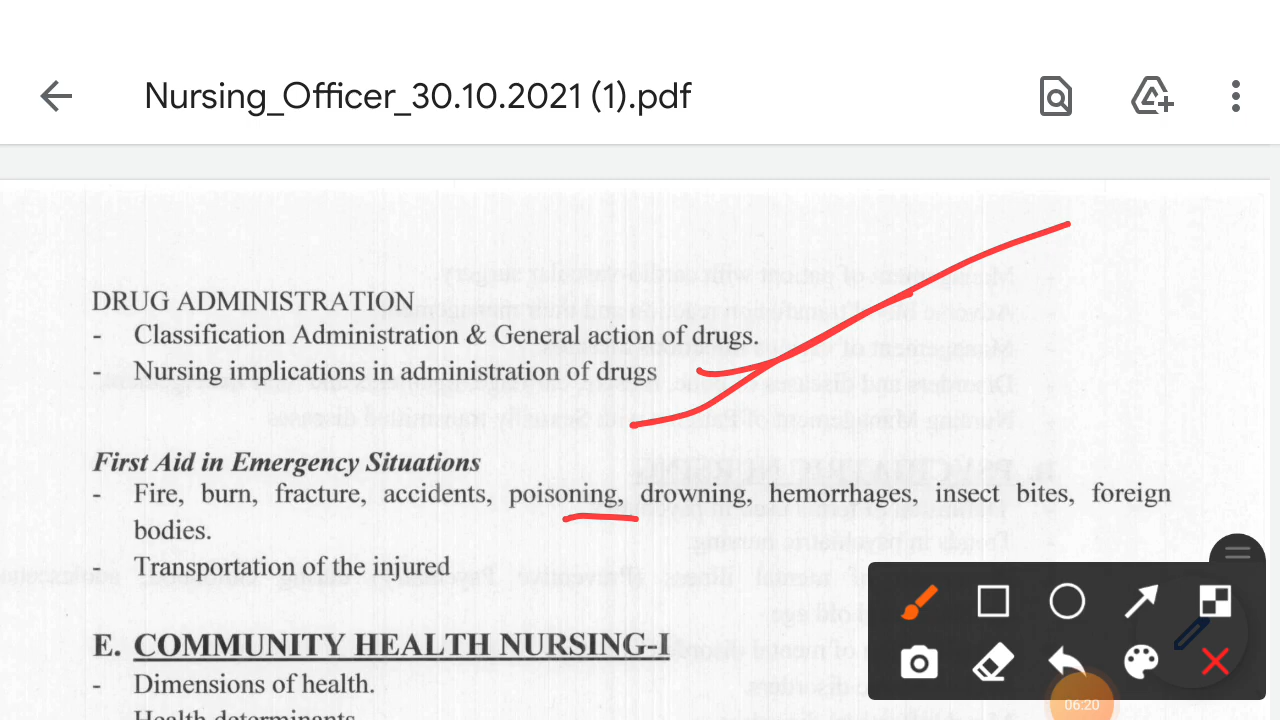 Nursing_Officer_30.10.2021 (1).pdf
DRUG ADMINISTRATION
- Classification Administration & General action of drugs.
- Nursing implications in administration of drugs
First Aid in Emergency Situations
- Fire, burn, fracture, accidents, poisoning, drowning, hemorrhages, insect bites, foreign
bodies.
- Transportation of the injured
E. COMMUNITY HEALTH NURSING-I
- Dimensions of health.
Health determinants
06:20